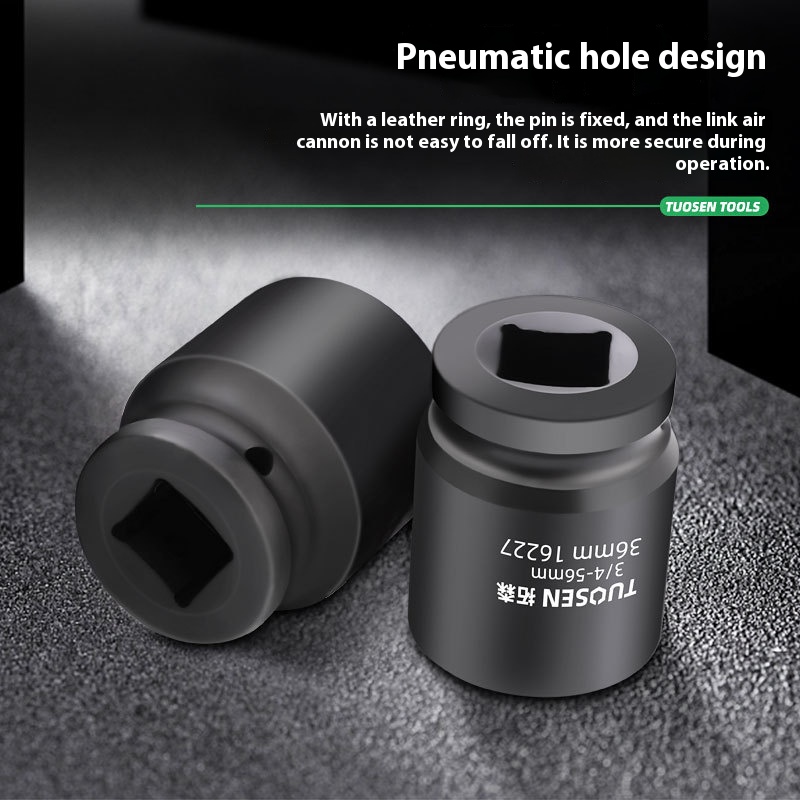 Pneumatic hole design
With a leather ring, the pin is fixed, and the link air
cannon is not easy to fall off. It is more secure during
operation.
TUOSEN TOOLS
TUOSEN 拓森
3/4-56mm
36mm 16227